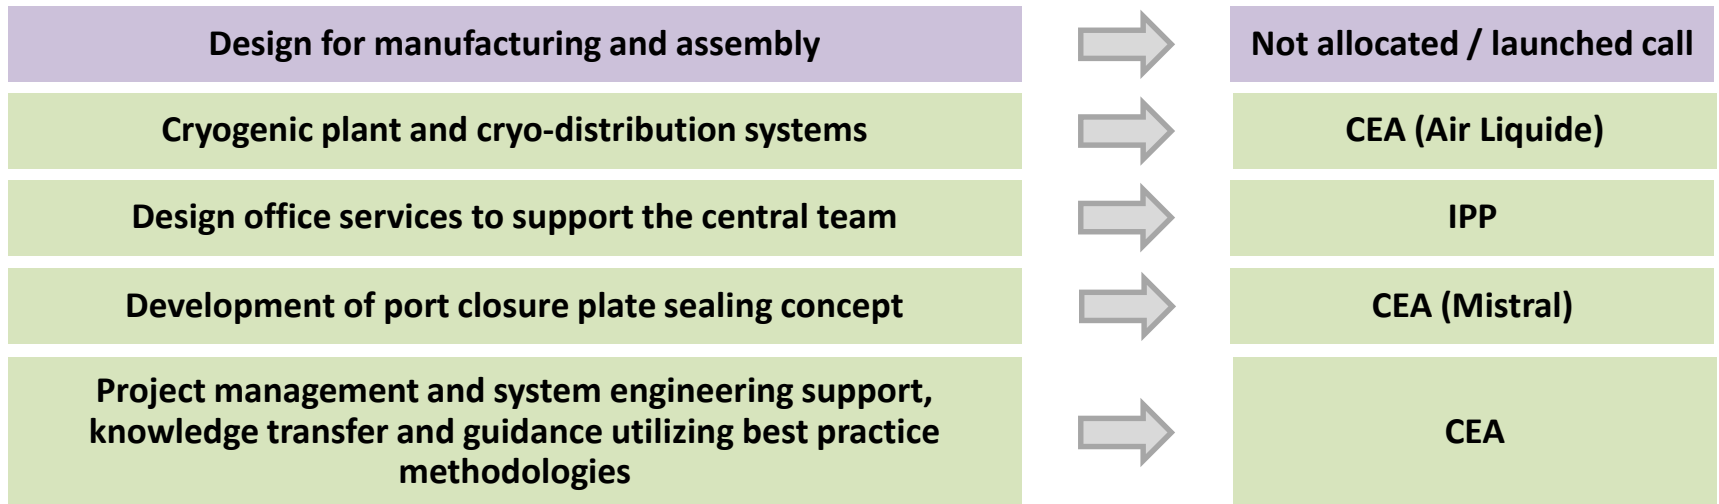 Design for manufacturing and assembly
Not allocated / launched call
Cryogenic plant and cryo-distribution systems
CEA (Air Liquide)
Design office services to support the central team
IPP
Development of port closure plate sealing concept
CEA (Mistral)
Project management and system engineering support,
knowledge transfer and guidance utilizing best practice
methodologies
CEA